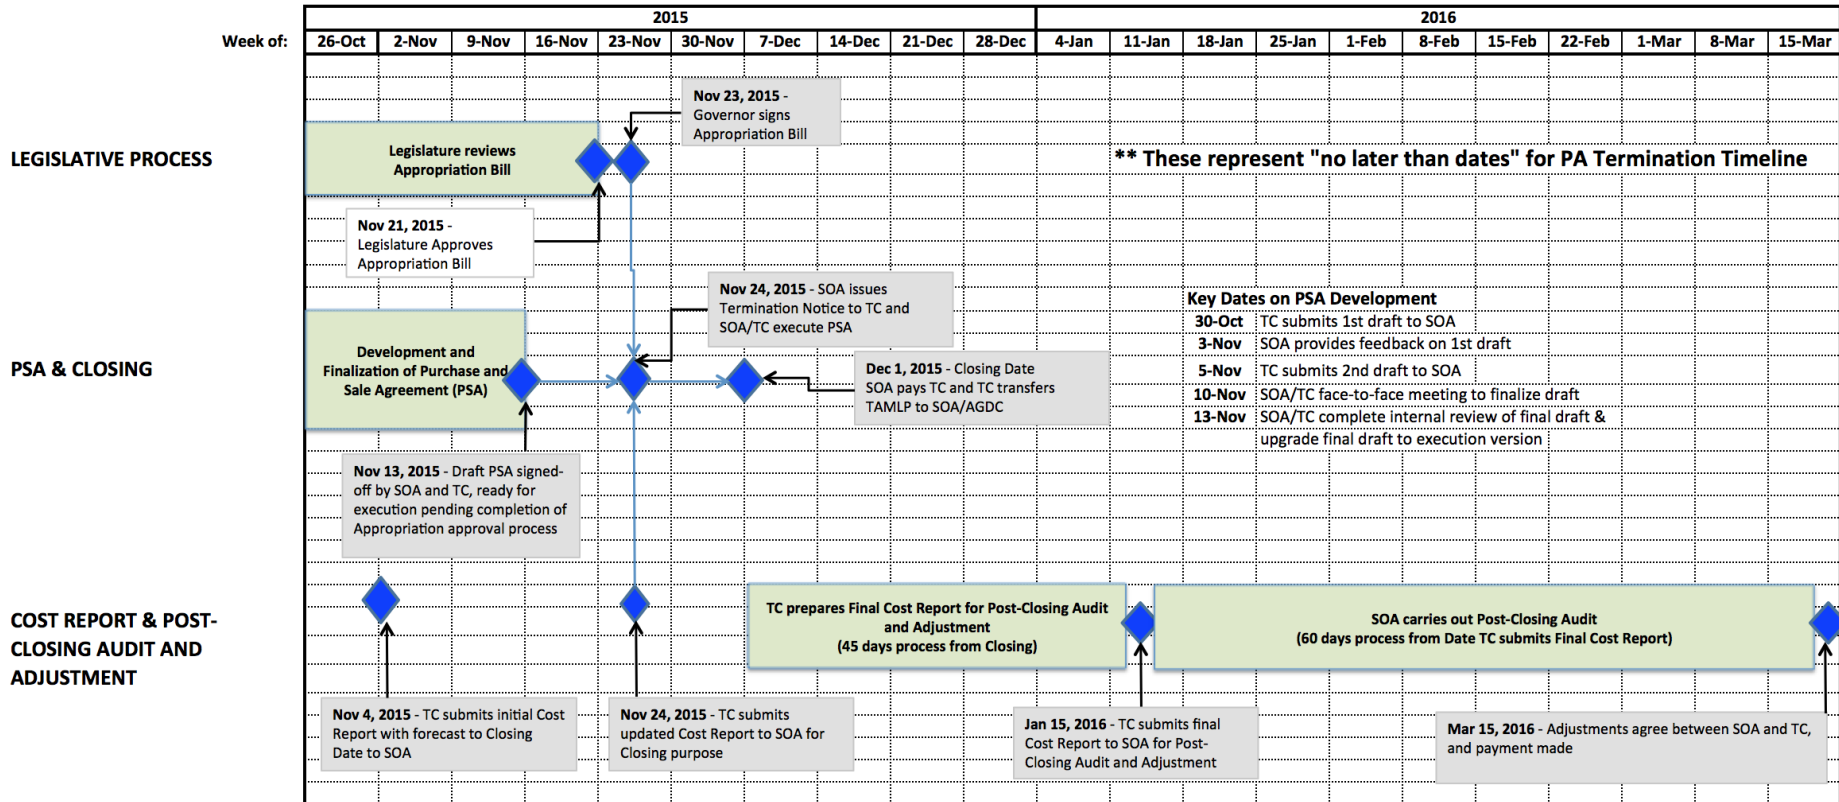 2015 2016
Week of: 26-Oct 2-Nov 9-Nov 16-Nov 23-Nov 30-Nov 7-Dec 14-Dec 21-Dec 28-Dec 4-Jan 11-Jan 18-Jan 25-Jan 1-Feb 8-Feb 15-Feb 22-Feb 1-Mar 8-Mar 15-Mar
LEGISLATIVE PROCESS
Legislature reviews
Appropriation Bill
Nov 23, 2015 -
Governor signs
Appropriation Bill
** These represent "no later than dates" for PA Termination Timeline
Nov 21, 2015 -
Legislature Approves
Appropriation Bill
PSA & CLOSING
Development and
Finalization of Purchase and
Sale Agreement (PSA)
Nov 24, 2015 - SOA issues
Termination Notice to TC and
SOA/TC execute PSA
Dec 1, 2015 - Closing Date
SOA pays TC and TC transfers
TAMLP to SOA/AGDC
Key Dates on PSA Development
30-Oct TC submits 1st draft to SOA
3-Nov SOA provides feedback on 1st draft
5-Nov TC submits 2nd draft to SOA
10-Nov SOA/TC face-to-face meeting to finalize draft
13-Nov SOA/TC complete internal review of final draft &
upgrade final draft to execution version
Nov 13, 2015 - Draft PSA signed-
off by SOA and TC, ready for
execution pending completion of
Appropriation approval process
COST REPORT & POST-
CLOSING AUDIT AND
ADJUSTMENT
TC prepares Final Cost Report for Post-Closing Audit
and Adjustment
(45 days process from Closing)
SOA carries out Post-Closing Audit
(60 days process from Date TC submits Final Cost Report)
Nov 4, 2015 - TC submits initial Cost
Report with forecast to Closing
Date to SOA
Nov 24, 2015 - TC submits
updated Cost Report to SOA for
Closing purpose
Jan 15, 2016 - TC submits final
Cost Report to SOA for Post-
Closing Audit and Adjustment
Mar 15, 2016 - Adjustments agree between SOA and TC,
and payment made